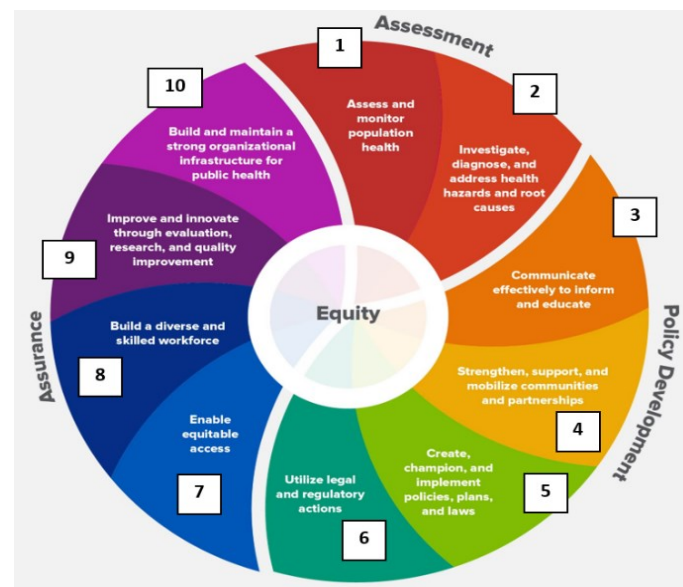 Assessment
1
Assess and
monitor
population
health
2
Investigate,
diagnose, and
address health
hazards and root
causes
3
Communicate
effectively to inform
and educate
Policy Development
4
Strengthen, support, and
mobilize communities
and partnerships
5
Create,
champion, and
implement
policies, plans,
and laws
6
Utilize legal
and regulatory
actions
Assurance
7
Enable
equitable
access
8
Build a diverse and
skilled workforce
9
Improve and innovate
through evaluation,
research, and quality
improvement
10
Build and maintain a
strong organizational
infrastructure for
public health
Equity